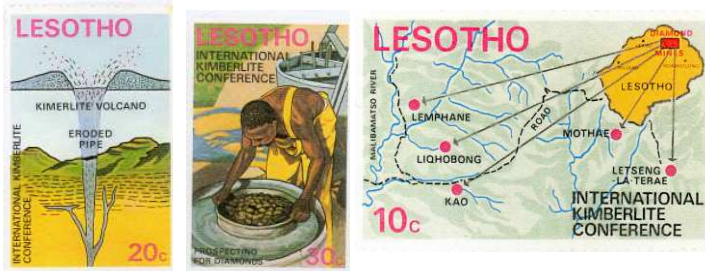 LESOTHO
KIMERLITE VOLCANO
ERODED
PIPE
INTERNATIONAL KIMBERLITE
CONFERENCE
20c
LESOTHO
INTERNATIONAL
KIMBERLITE
CONFERENCE
PROSPECTING
FOR DIAMONDS
30c
LESOTHO
DIAMOND
MINES
LESOTHO
MALIBAMATSO RIVER
LEMPHANE
ROAD
MOTHAE
LIQHOBONG
LETSENG
LA TERAE
KAO
INTERNATIONAL
KIMBERLITE
CONFERENCE
10c